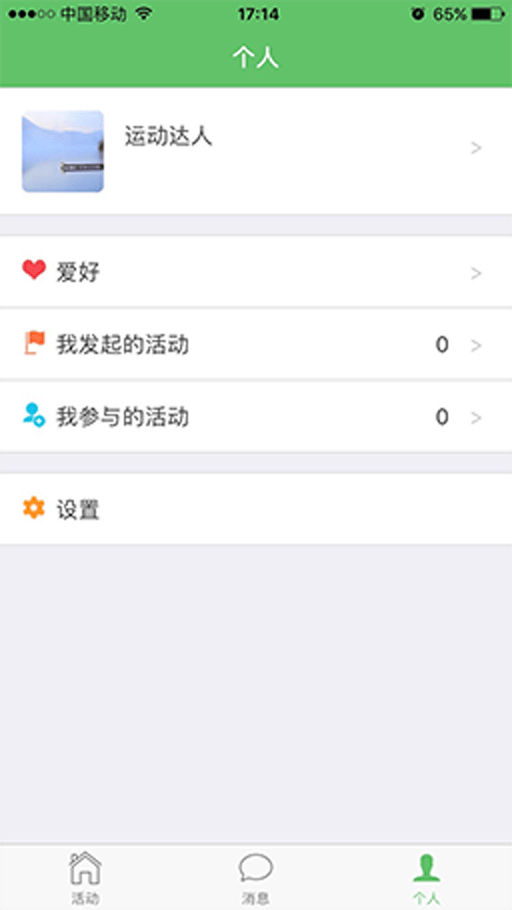 中国移动 17:14 65%
个人
运动达人
爱好
我发起的活动 0
我参与的活动 0
设置
活动 消息 个人